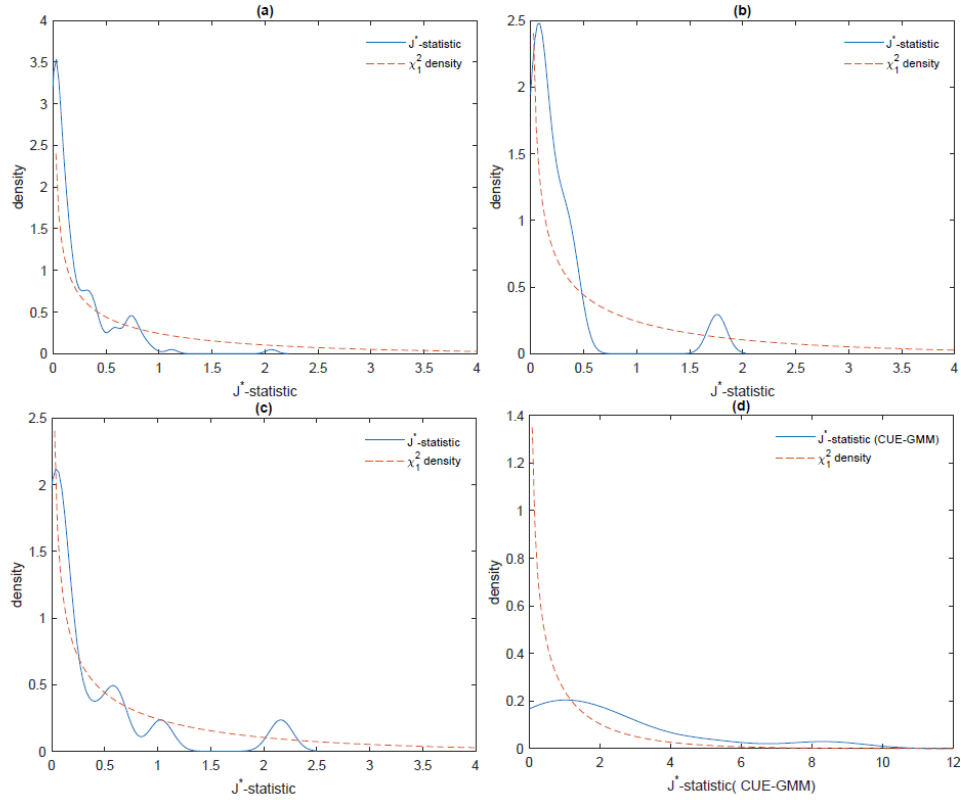 (a)
4
3.5
3
2.5
2
1.5
1
0.5
0
density
J*-statistic
χ₁² density
0 0.5 1 1.5 2 2.5 3 3.5 4
J*-statistic
(b)
2.5
2
1.5
1
0.5
0
density
J*-statistic
χ₁² density
0 0.5 1 1.5 2 2.5 3 3.5 4
J*-statistic
(c)
2.5
2
1.5
1
0.5
0
density
J*-statistic
χ₁² density
0 0.5 1 1.5 2 2.5 3 3.5 4
J*-statistic
(d)
1.4
1.2
1
0.8
0.6
0.4
0.2
0
density
J*-statistic (CUE-GMM)
χ₁² density
0 2 4 6 8 10 12
J*-statistic( CUE-GMM)